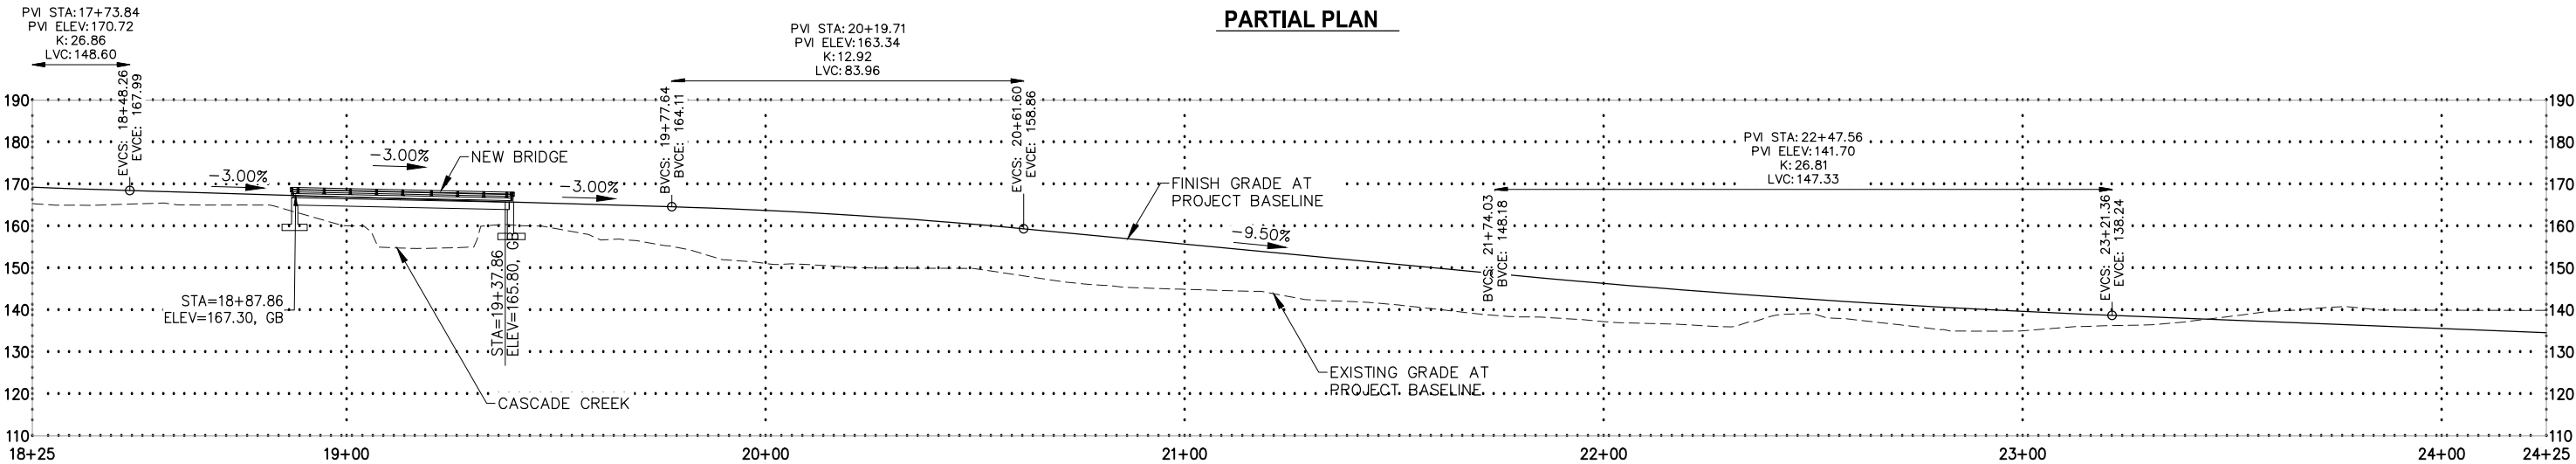 PARTIAL PLAN
PVI STA:17+73.84
PVI ELEV:170.72
K:26.86
LVC:148.60
EVCS: 18+48.26
EVCE: 167.99
PVI STA:20+19.71
PVI ELEV:163.34
K:12.92
LVC:83.96
BVCS: 19+77.64
BVCE: 164.11
EVCS: 20+61.60
EVCE: 158.86
PVI STA:22+47.56
PVI ELEV:141.70
K:26.81
LVC:147.33
BVCS: 21+74.03
BVCE: 148.18
EVCS: 23+21.36
EVCE: 138.24
-3.00%
-3.00%
NEW BRIDGE
-3.00%
FINISH GRADE AT
PROJECT BASELINE
-9.50%
STA=18+87.86
ELEV=167.30, GB
STA=19+37.86
ELEV=165.80, GB
CASCADE CREEK
EXISTING GRADE AT
PROJECT BASELINE
190
180
170
160
150
140
130
120
110
190
180
170
160
150
140
130
120
110
18+25
19+00
20+00
21+00
22+00
23+00
24+00
24+25